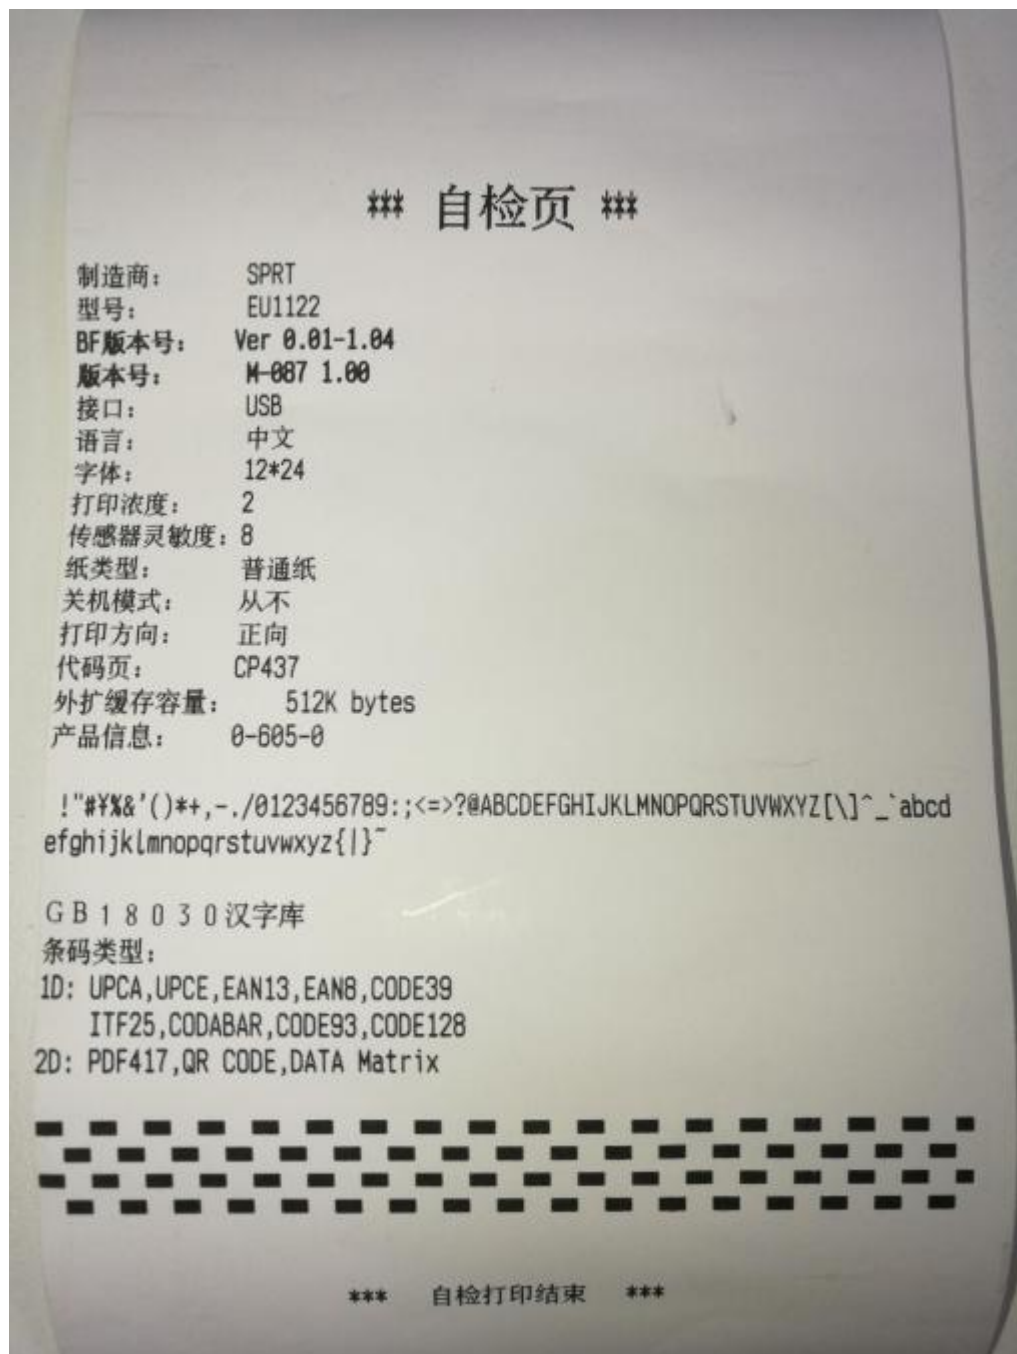 *** 自检页 ***
制造商: SPRT
型号: EU1122
BF版本号: Ver 0.01-1.04
版本号: M-087 1.00
接口: USB
语言: 中文
字体: 12*24
打印浓度: 2
传感器灵敏度: 8
纸类型: 普通纸
关机模式: 从不
打印方向: 正向
代码页: CP437
外扩缓存容量: 512K bytes
产品信息: 0-605-0
!"#¥%&'()*+,-./0123456789:;<=>?@ABCDEFGHIJKLMNOPQRSTUVWXYZ[\]^_`abcd
efghijklmnopqrstuvwxyz{|}~
GB18030汉字库
条码类型:
1D: UPCA,UPCE,EAN13,EAN8,CODE39
ITF25,CODABAR,CODE93,CODE128
2D: PDF417,QR CODE,DATA Matrix
*** 自检打印结束 ***